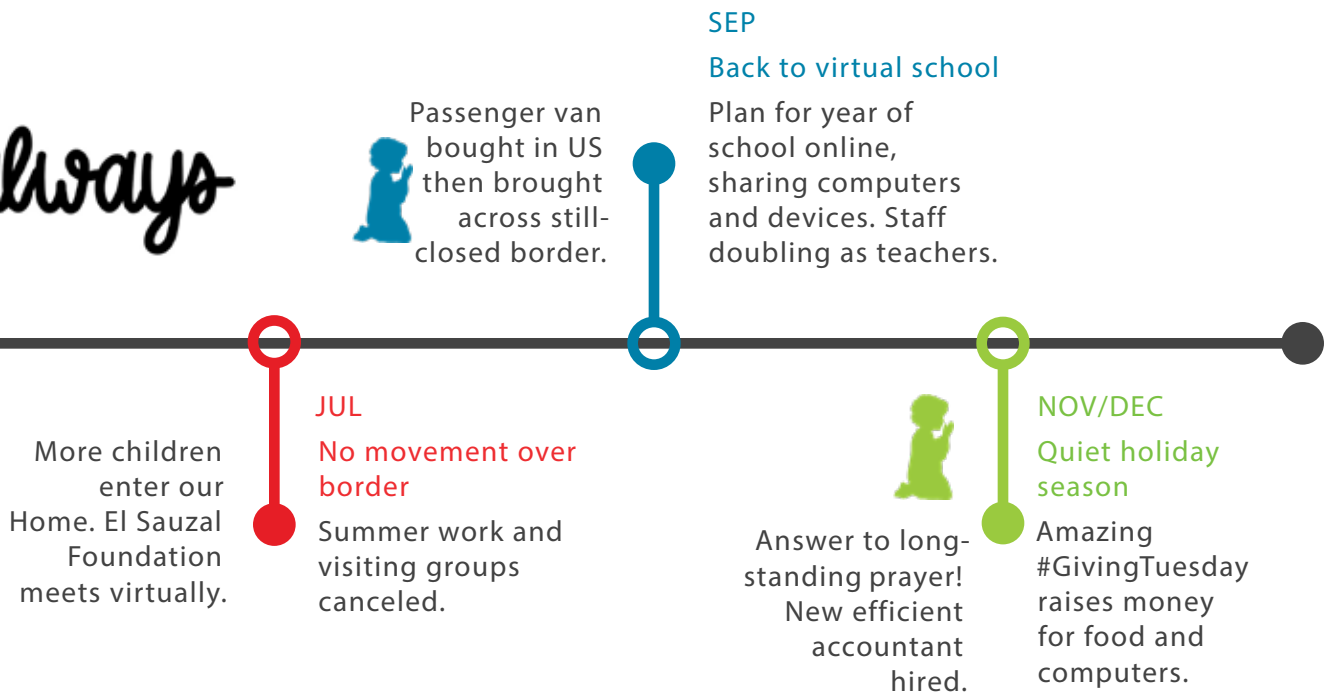 always
Passenger van
bought in US
then brought
across still-
closed border.
SEP
Back to virtual school
Plan for year of
school online,
sharing computers
and devices. Staff
doubling as teachers.
More children
enter our
Home. El Sauzal
Foundation
meets virtually.
JUL
No movement over
border
Summer work and
visiting groups
canceled.
Answer to long-
standing prayer!
New efficient
accountant
hired.
NOV/DEC
Quiet holiday
season
Amazing
#GivingTuesday
raises money
for food and
computers.